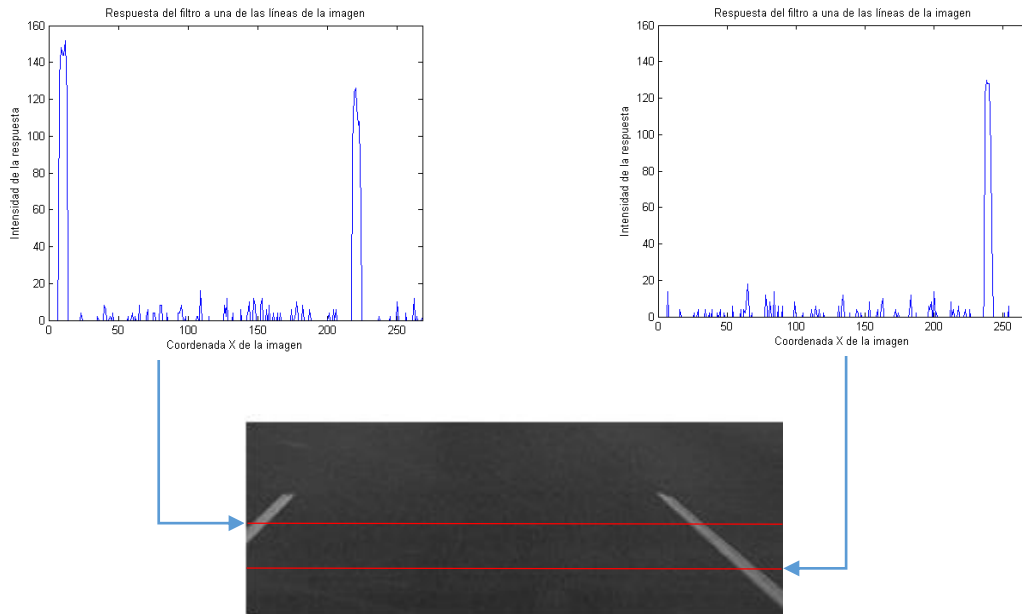 Respuesta del filtro a una de las líneas de la imagen
160
140
120
100
80
60
40
20
0
Intensidad de la respuesta
0 50 100 150 200 250
Coordenada X de la imagen
Respuesta del filtro a una de las líneas de la imagen
160
140
120
100
80
60
40
20
0
Intensidad de la respuesta
0 50 100 150 200 250
Coordenada X de la imagen